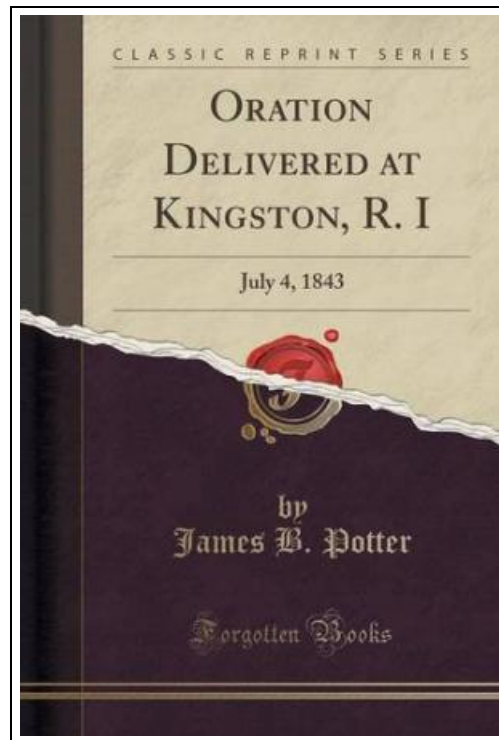 CLASSIC REPRINT SERIES
ORATION
DELIVERED AT
KINGSTON, R. I
July 4, 1843
F
by
James B. Potter
Forgotten Books